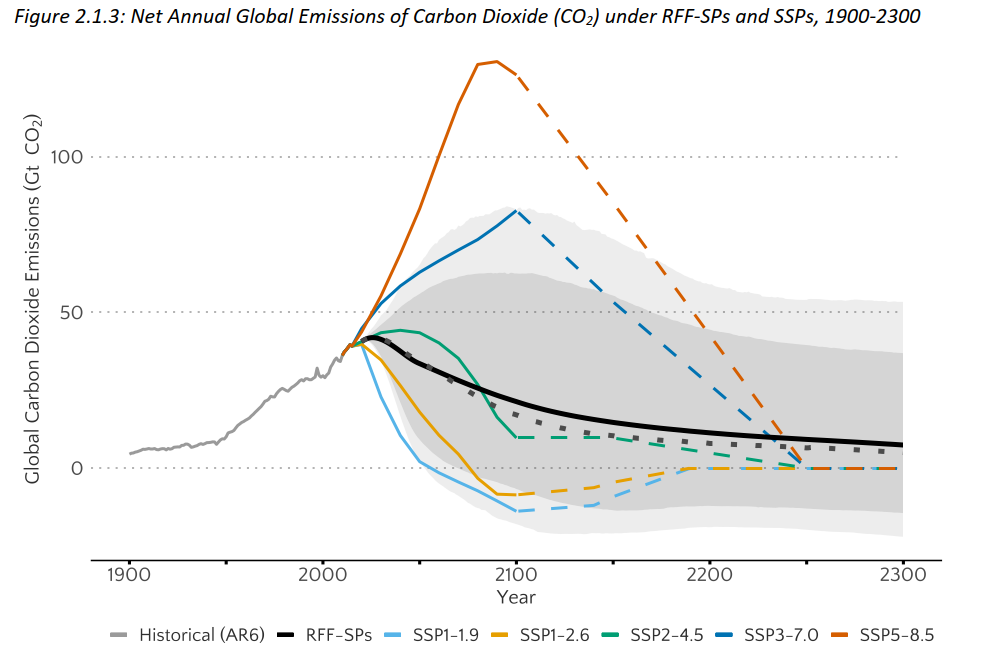 Figure 2.1.3: Net Annual Global Emissions of Carbon Dioxide (CO₂) under RFF-SPs and SSPs, 1900-2300
Global Carbon Dioxide Emissions (Gt CO₂)
100
50
0
1900 2000 2100 2200 2300
Year
Historical (AR6) RFF-SPs SSP1-1.9 SSP1-2.6 SSP2-4.5 SSP3-7.0 SSP5-8.5